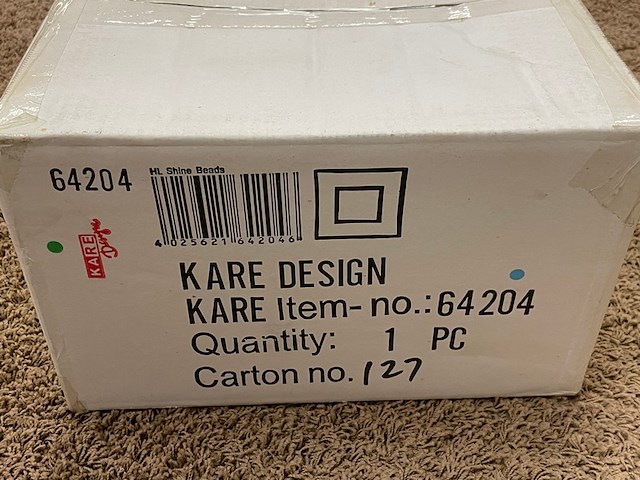 64204
HL Shine Beads
4 025621 642046
KARE Design
KARE DESIGN
KARE Item-no.:64204
Quantity: 1 PC
Carton no. 127